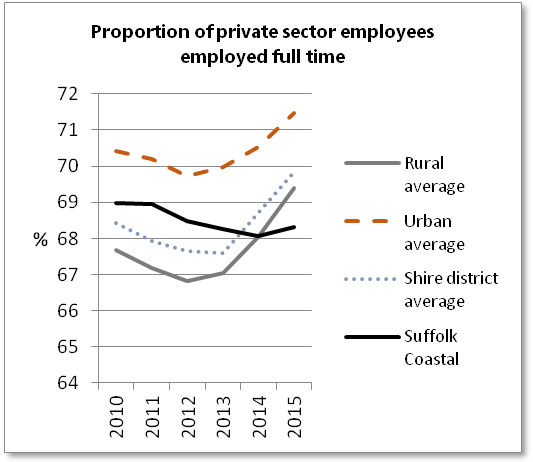 Proportion of private sector employees
employed full time
72
71
70
69
68
67
66
65
64
%
2010
2011
2012
2013
2014
2015
Rural
average
Urban
average
Shire district
average
Suffolk
Coastal